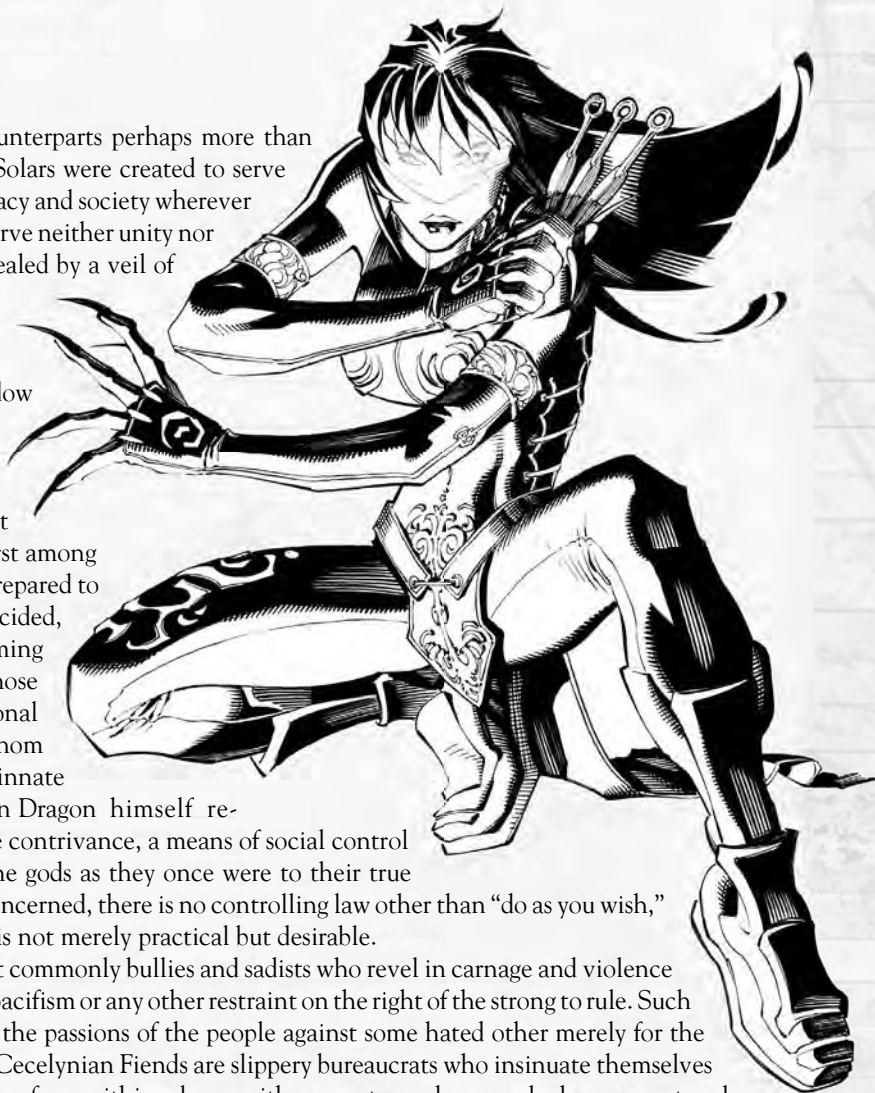 unterparts perhaps more than
Solars were created to serve
acy and society wherever
rve neither unity nor
ealed by a veil of
low
t
rst among
repared to
cided,
ming
hose
onal
hom
innate
n Dragon himself re-
e contrivance, a means of social control
he gods as they once were to their true
oncerned, there is no controlling law other than “do as you wish,”
is not merely practical but desirable.
t commonly bullies and sadists who revel in carnage and violence
pacifism or any other restraint on the right of the strong to rule. Such
the passions of the people against some hated other merely for the
Cecelynian Fiends are slippery bureaucrats who insinuate themselves